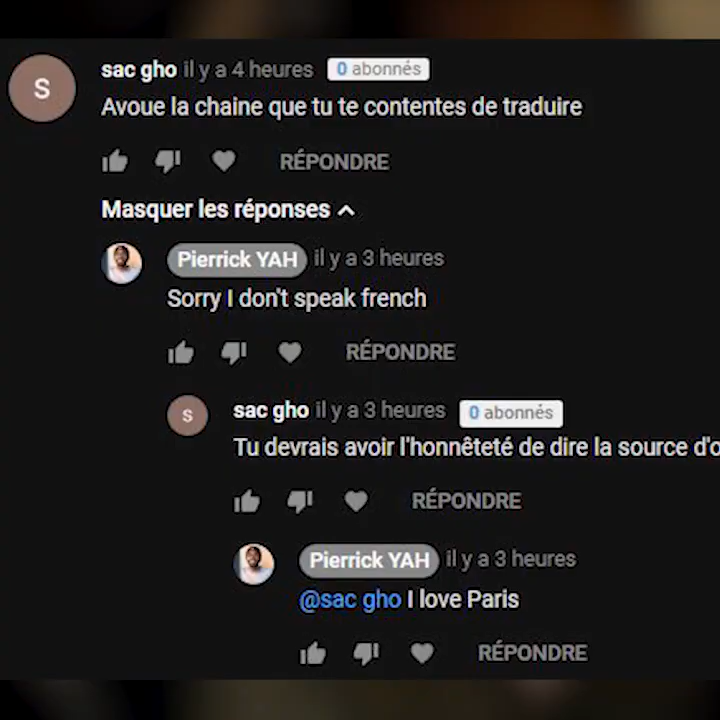 S
sac gho il y a 4 heures 0 abonnés
Avoue la chaine que tu te contentes de traduire
RÉPONDRE
Masquer les réponses
Pierrick YAH il y a 3 heures
Sorry I don't speak french
RÉPONDRE
s
sac gho il y a 3 heures 0 abonnés
Tu devrais avoir l'honnêteté de dire la source
RÉPONDRE
Pierrick YAH il y a 3 heures
@sac gho I love Paris
RÉPONDRE